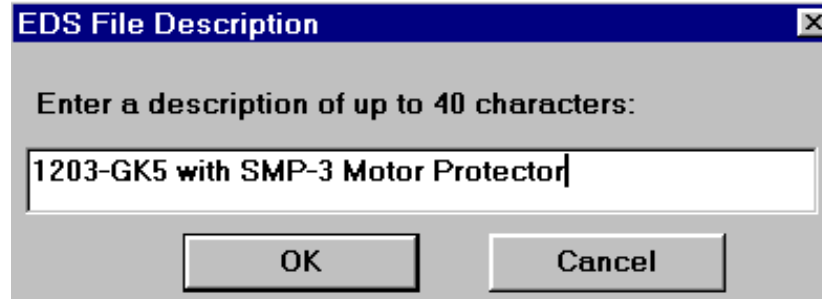 EDS File Description
Enter a description of up to 40 characters:
1203-GK5 with SMP-3 Motor Protector
OK Cancel